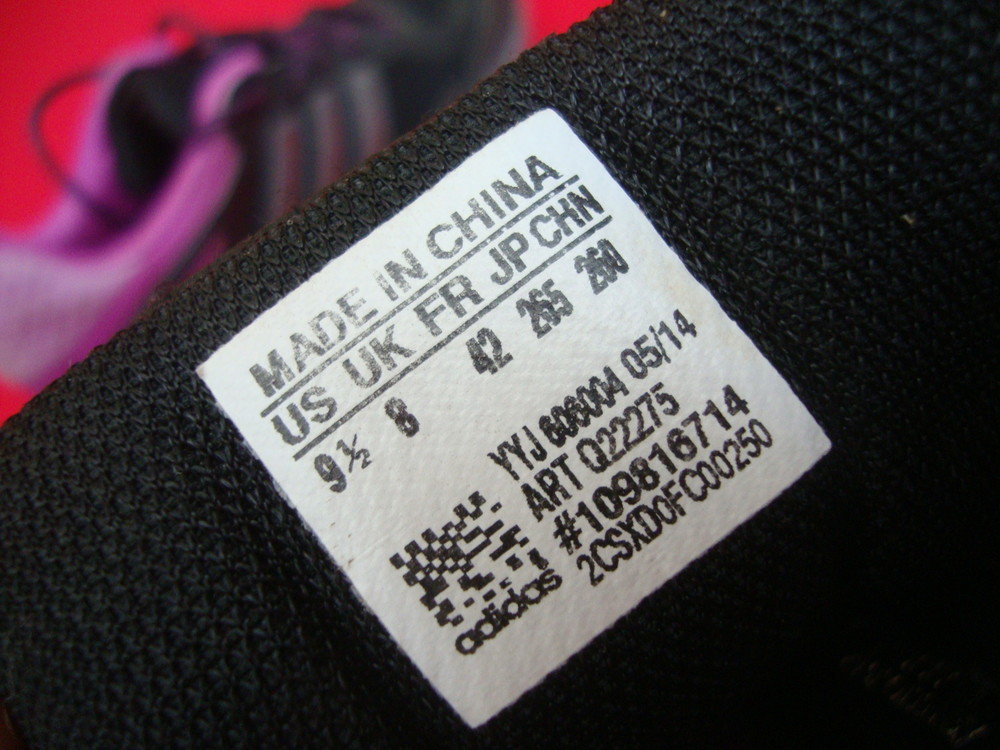 MADE IN CHINA
US UK FR JP CHN
9½ 8 42 265 260
YYJ 606004 05/14
ART Q22275
#109816714
2CSXD0FC00250
adidas